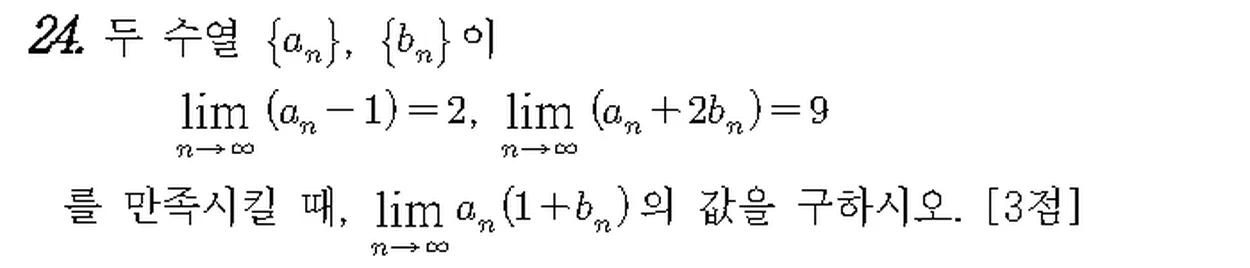 24. 두 수열 {aₙ}, {bₙ}이
lim (aₙ－1)＝2, lim (aₙ＋2bₙ)＝9
n→∞ n→∞
를 만족시킬 때, lim aₙ(1＋bₙ)의 값을 구하시오. [3점]
n→∞